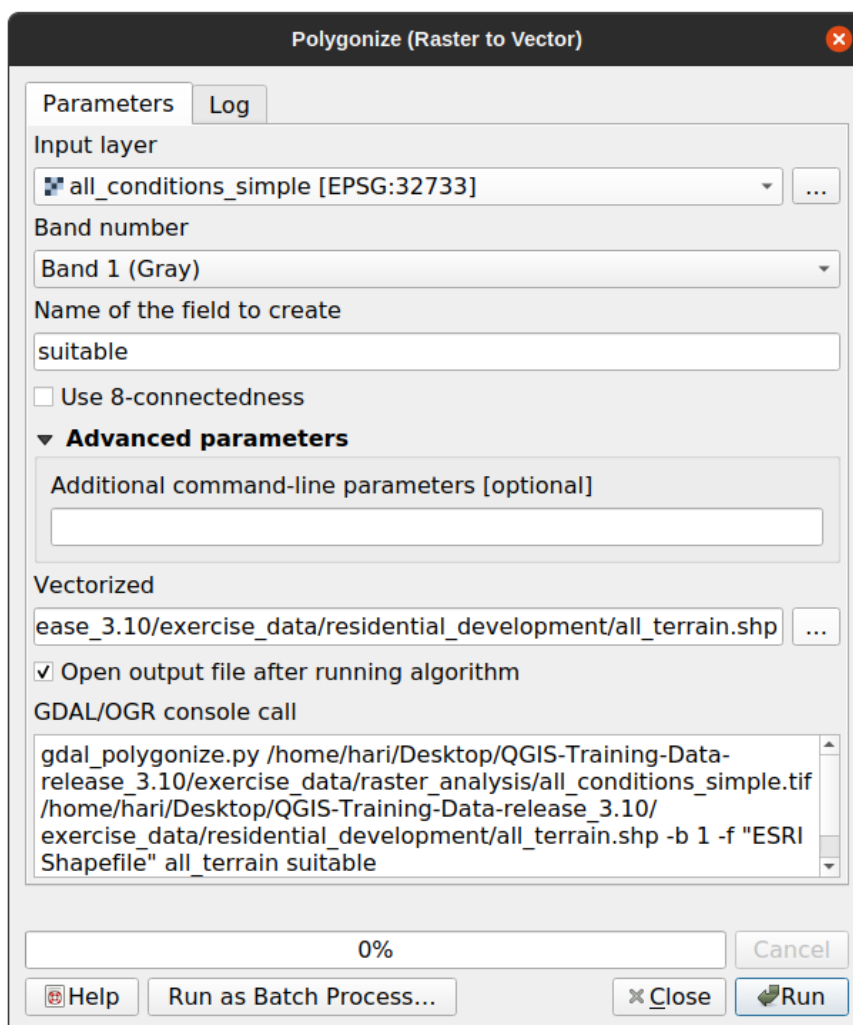 Polygonize (Raster to Vector)
Parameters
Log
Input layer
all_conditions_simple [EPSG:32733]
...
Band number
Band 1 (Gray)
Name of the field to create
suitable
Use 8-connectedness
Advanced parameters
Additional command-line parameters [optional]
Vectorized
ease_3.10/exercise_data/residential_development/all_terrain.shp
...
Open output file after running algorithm
GDAL/OGR console call
gdal_polygonize.py /home/hari/Desktop/QGIS-Training-Data-
release_3.10/exercise_data/raster_analysis/all_conditions_simple.tif
/home/hari/Desktop/QGIS-Training-Data-release_3.10/
exercise_data/residential_development/all_terrain.shp -b 1 -f "ESRI
Shapefile" all_terrain suitable
0%
Cancel
Help
Run as Batch Process...
Close
Run